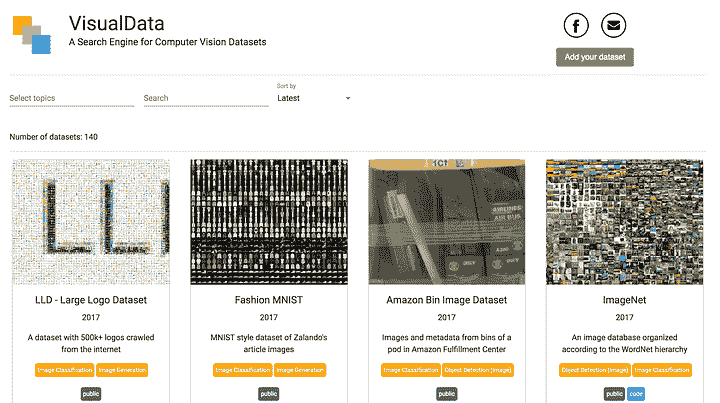 VisualData
A Search Engine for Computer Vision Datasets
Add your dataset
Sort by
Select topics
Search
Latest
Number of datasets: 140
LLD - Large Logo Dataset
2017
A dataset with 500k+ logos crawled
from the internet
Image Classification
Image Generation
public
Fashion MNIST
2017
MNIST style dataset of Zalando's
article images
Image Classification
Image Generation
public
AIRLINES
AIR BUS
Amazon Bin Image Dataset
2017
Images and metadata from bins of a
pod in Amazon Fulfillment Center
Image Classification
Object Detection (Image)
public
ImageNet
2017
An image database organized
according to the WordNet hierarchy
Object Detection (Image)
Image Classification
public
code